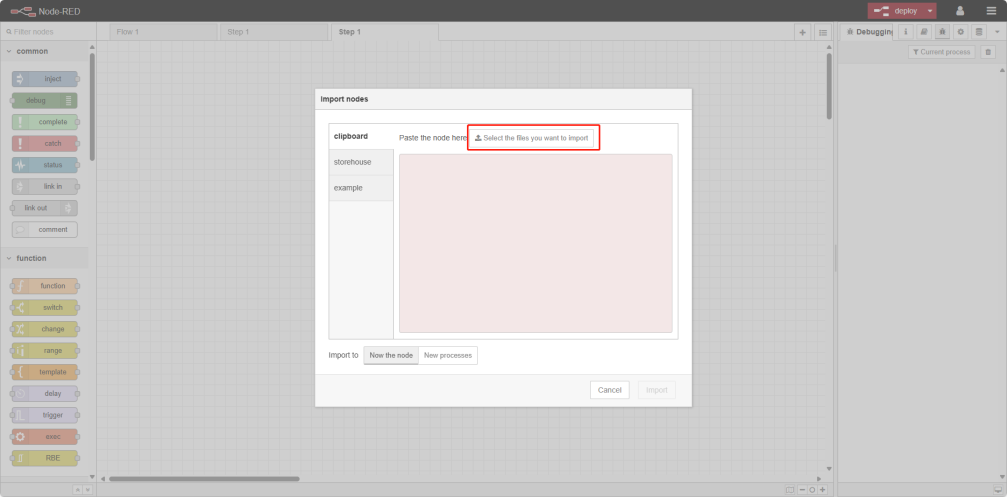 Node-RED
deploy
Filter nodes
Flow 1
Step 1
Step 1
Debugging
i
Current process
common
inject
debug
complete
catch
status
link in
link out
comment
function
function
switch
change
range
template
delay
trigger
exec
RBE
Import nodes
clipboard
storehouse
example
Paste the node here
Select the files you want to import
Import to
Now the node
New processes
Cancel
Import